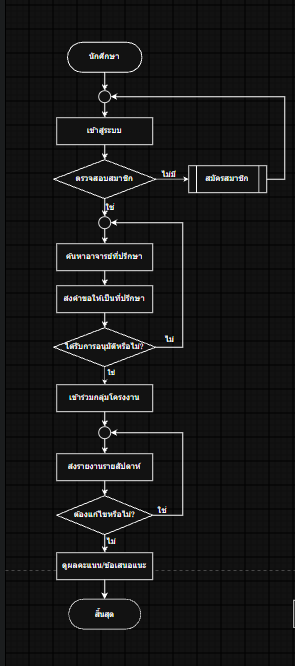 นักศึกษา
เข้าสู่ระบบ
ตรวจสอบสมาชิก
ไม่มี
สมัครสมาชิก
ใช่
ค้นหาอาจารย์ที่ปรึกษา
ส่งคำขอให้เป็นที่ปรึกษา
ได้รับการอนุมัติหรือไม่?
ไม่
ใช่
เข้าร่วมกลุ่มโครงงาน
ส่งรายงานรายสัปดาห์
ต้องแก้ไขหรือไม่?
ใช่
ไม่
ดูผลคะแนน/ข้อเสนอแนะ
สิ้นสุด